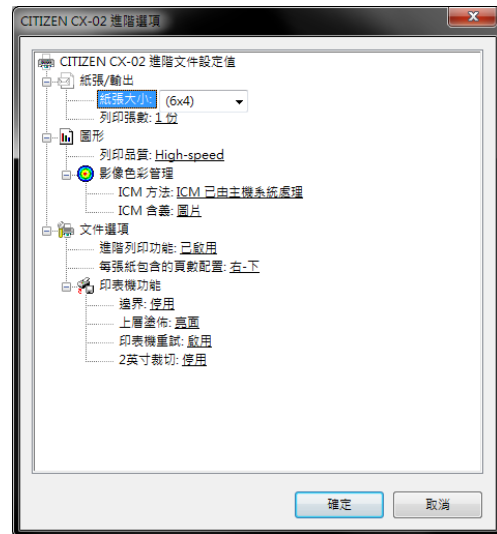 CITIZEN CX-02 進階選項
CITIZEN CX-02 進階文件設定值
紙張/輸出
紙張大小: (6x4)
列印張數: 1 份
圖形
列印品質: High-speed
影像色彩管理
ICM 方法: ICM 已由主機系統處理
ICM 含義: 圖片
文件選項
進階列印功能: 已啟用
每張紙包含的頁數配置: 右-下
印表機功能
邊界: 停用
上層塗佈: 亮面
印表機重試: 啟用
2英寸裁切: 停用
確定 取消